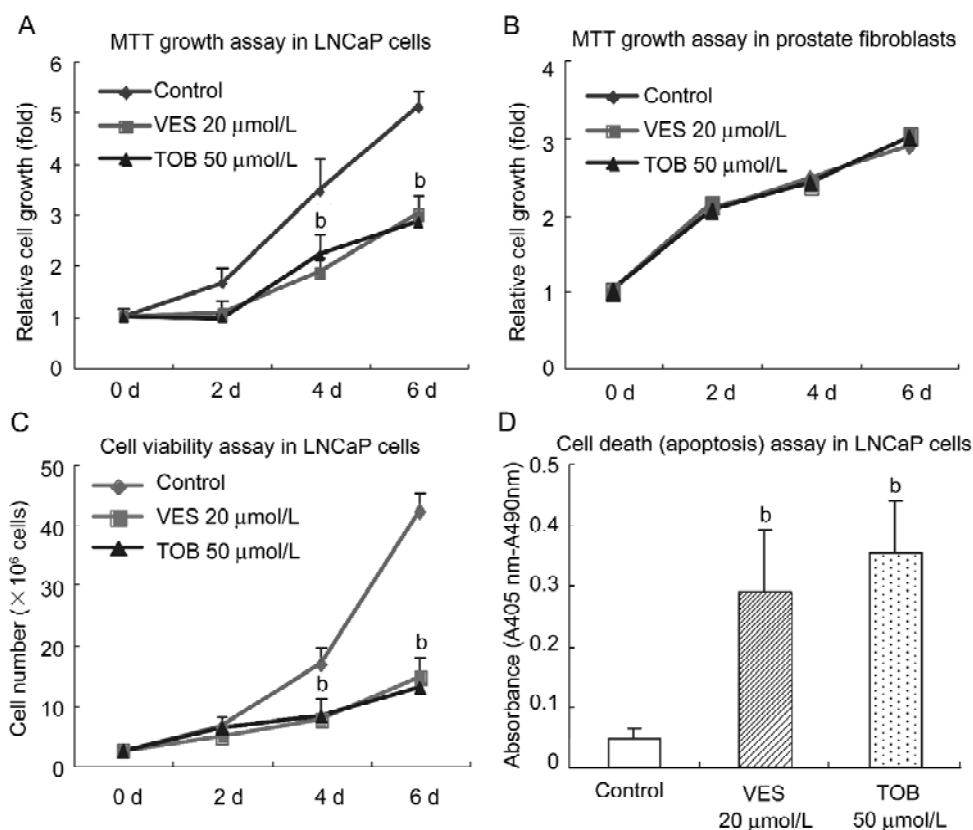 A
MTT growth assay in LNCaP cells
Relative cell growth (fold)
6
5
4
3
2
1
0
Control
VES 20 μmol/L
TOB 50 μmol/L
b
b
0 d
2 d
4 d
6 d
B
MTT growth assay in prostate fibroblasts
Relative cell growth (fold)
4
3
2
1
0
Control
VES 20 μmol/L
TOB 50 μmol/L
0 d
2 d
4 d
6 d
C
Cell viability assay in LNCaP cells
Cell number (×10⁶ cells)
50
40
30
20
10
0
Control
VES 20 μmol/L
TOB 50 μmol/L
b
b
0 d
2 d
4 d
6 d
D
Cell death (apoptosis) assay in LNCaP cells
Absorbance (A405 nm-A490nm)
0.5
0.4
0.3
0.2
0.1
0
b
b
Control
VES
20 μmol/L
TOB
50 μmol/L